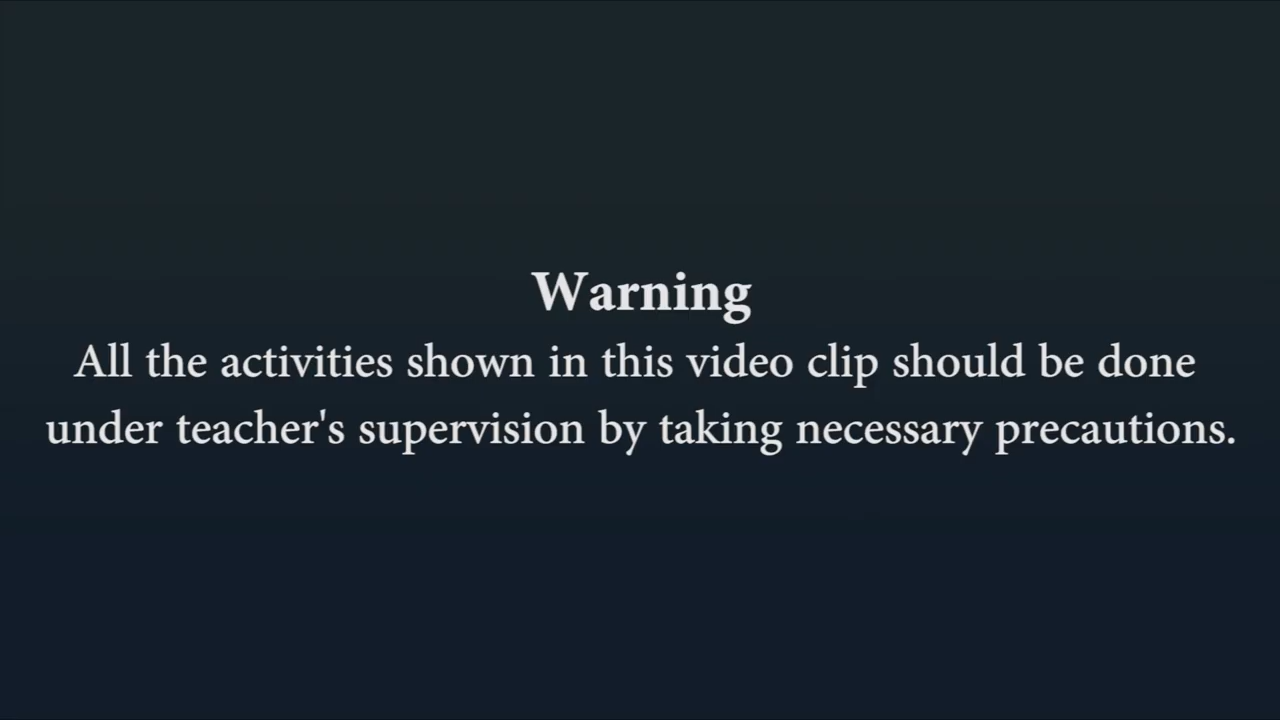 Warning
All the activities shown in this video clip should be done
under teacher's supervision by taking necessary precautions.